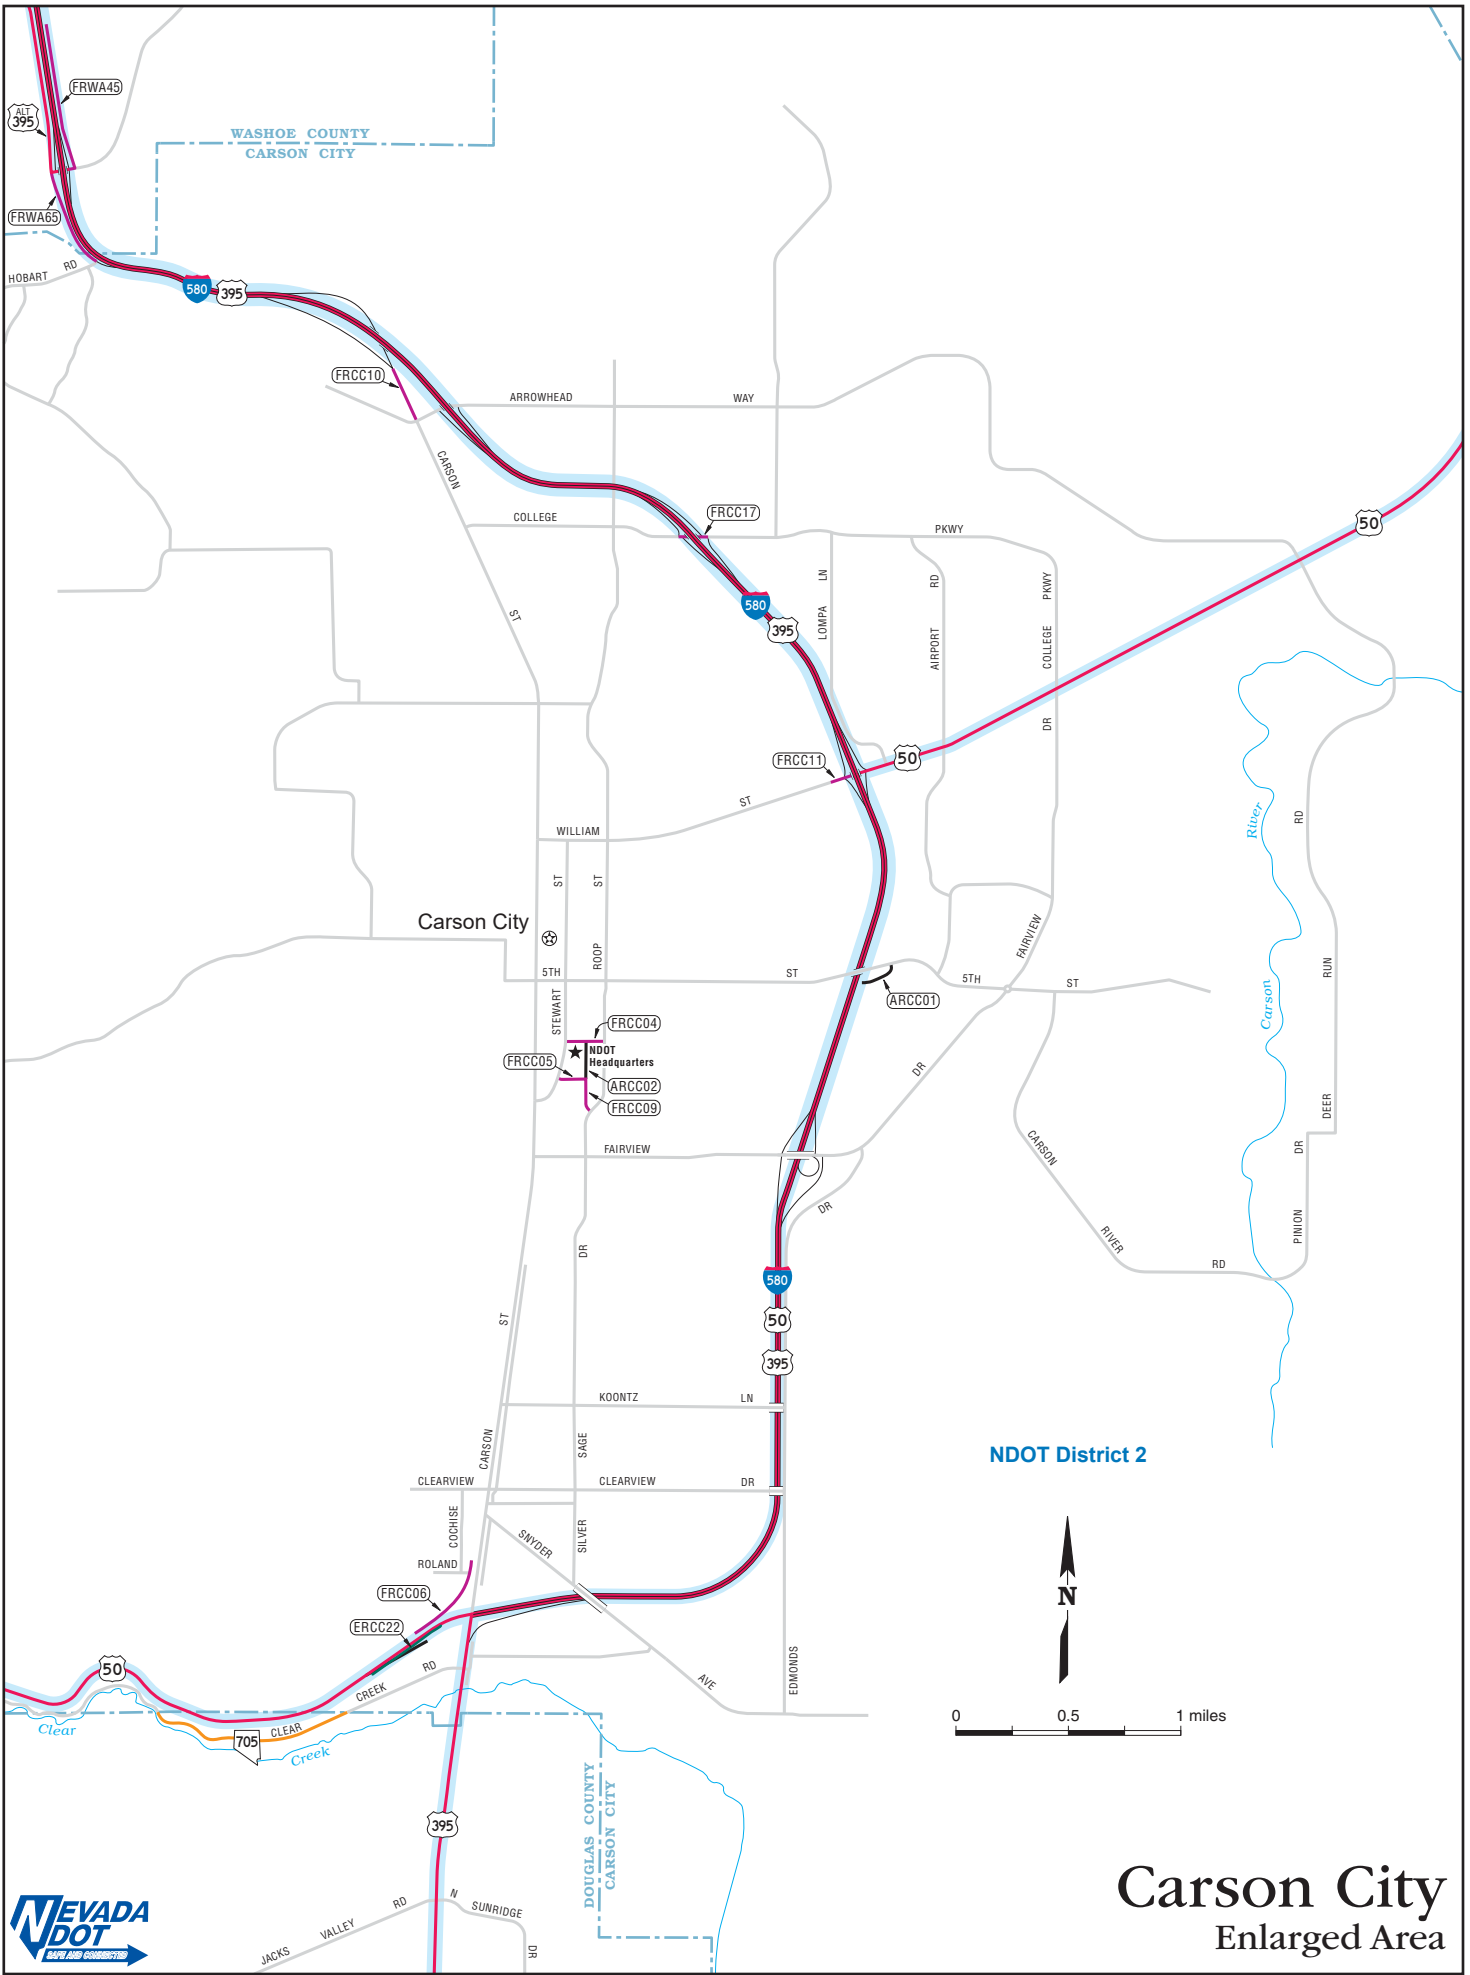 FRWA45
ALT
395
WASHOE COUNTY
CARSON CITY
FRWA65
HOBART RD
580
395
FRCC10
ARROWHEAD WAY
CARSON ST
COLLEGE PKWY
FRCC17
50
580
395
LOMPA LN
AIRPORT RD
COLLEGE PKWY
DR
FRCC11
50
WILLIAM ST
River
RD
ST
ST
Carson City
ROOP
FAIRVIEW
5TH ST
5TH ST
RUN
Carson
STEWART
ARCC01
FRCC04
NDOT
Headquarters
FRCC05
ARCC02
FRCC09
DR
DEER
CARSON
FAIRVIEW
DR
DR
PINION
DR
RIVER
RD
580
50
395
ST
KOONTZ LN
CARSON
SAGE
NDOT District 2
CLEARVIEW CLEARVIEW DR
COCHISE
SNYDER
SILVER
ROLAND
FRCC06
ERCC22
N
50
CREEK RD
AVE
EDMONDS
0 0.5 1 miles
Clear
705
CLEAR
Creek
DOUGLAS COUNTY
CARSON CITY
395
Carson City
Enlarged Area
NEVADA
DOT
SAFE AND CONNECTED
JACKS VALLEY RD
N SUNRIDGE
DR